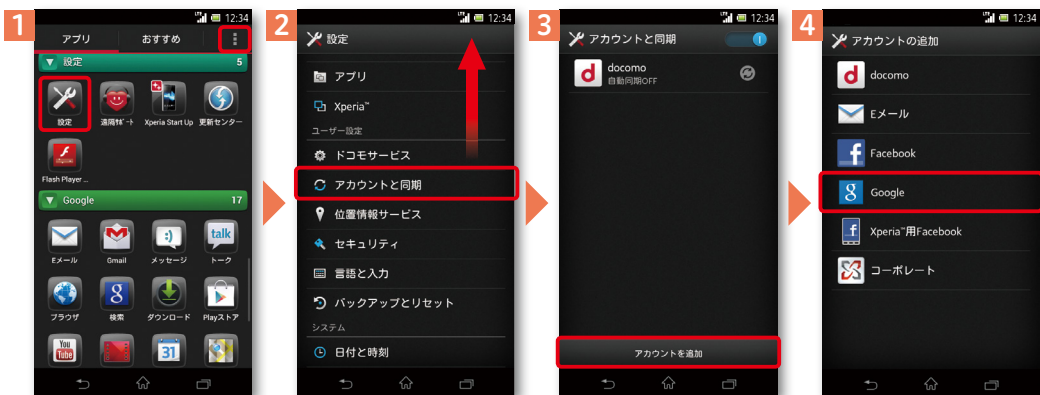 1
12:34
アプリ
おすすめ
設定
5
設定
遠隔ｻﾎﾟｰﾄ
Xperia Start Up
更新センター
Flash Player ...
Google
17
talk
Eメール
Gmail
メッセージ
トーク
8
ブラウザ
検索
ダウンロード
Playストア
You
Tube
31
2
12:34
設定
アプリ
Xperia™
ユーザー設定
ドコモサービス
アカウントと同期
位置情報サービス
セキュリティ
言語と入力
バックアップとリセット
システム
日付と時刻
3
12:34
アカウントと同期
d
docomo
自動同期OFF
アカウントを追加
4
12:34
アカウントの追加
d
docomo
Eメール
f
Facebook
8
Google
f
Xperia™用Facebook
コーポレート